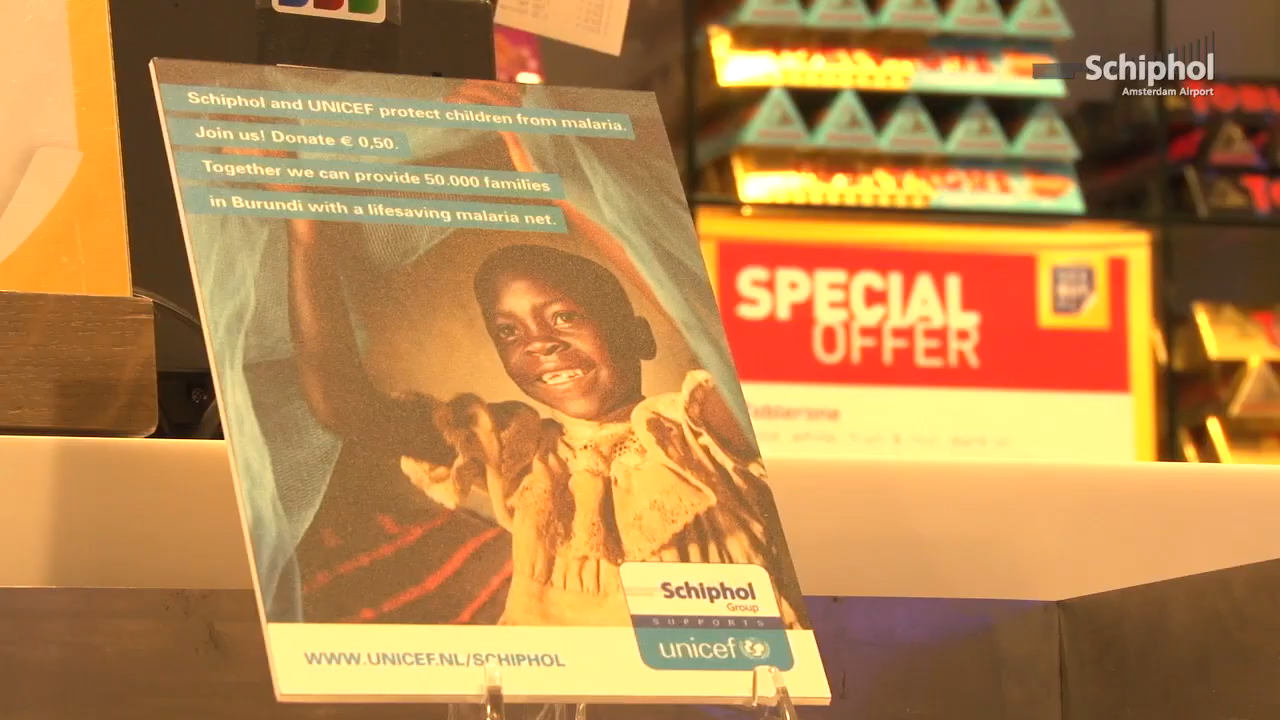 Schiphol
Amsterdam Airport
Schiphol and UNICEF protect children from malaria.
Join us! Donate € 0,50.
Together we can provide 50.000 families
in Burundi with a lifesaving malaria net.
SPECIAL
OFFER
Toblerone
Schiphol
Group
SUPPORTS
unicef
WWW.UNICEF.NL/SCHIPHOL